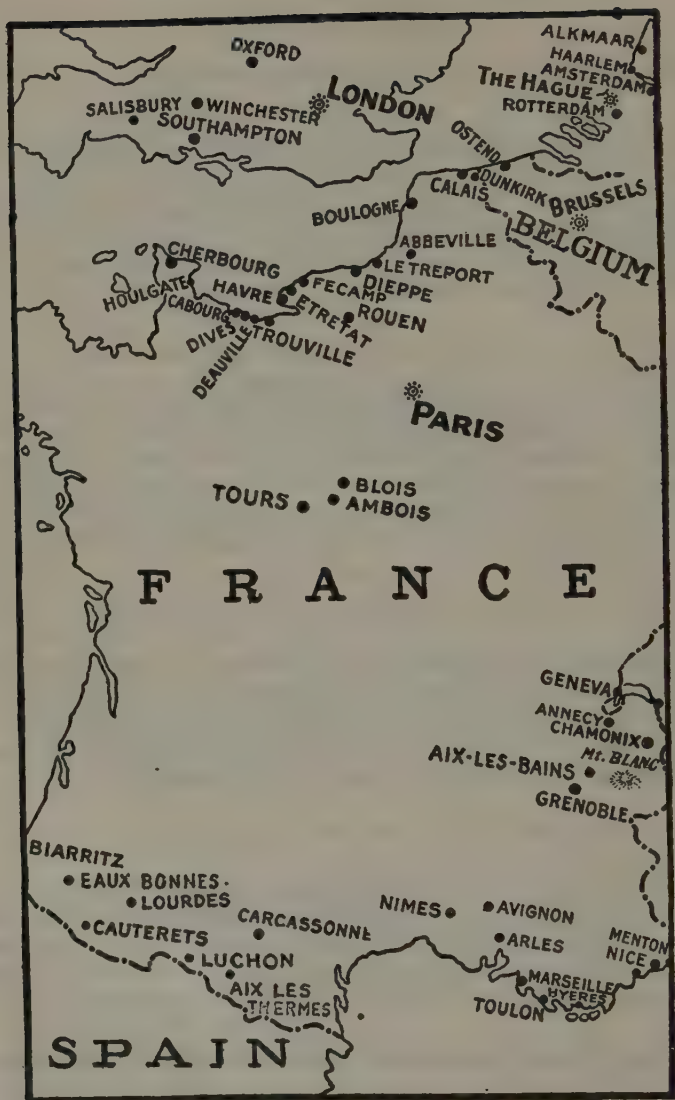 OXFORD
ALKMAAR
HAARLEM
AMSTERDAM
THE HAGUE
ROTTERDAM
LONDON
SALISBURY
WINCHESTER
SOUTHAMPTON
OSTEND
DUNKIRK
CALAIS
BRUSSELS
BELGIUM
BOULOGNE
ABBEVILLE
LE TREPORT
DIEPPE
CHERBOURG
FECAMP
HAVRE
ETRETAT
ROUEN
HOULGATE
CABOURG
DIVES
TROUVILLE
DEAUVILLE
PARIS
BLOIS
TOURS
AMBOIS
FRANCE
GENEVA
ANNECY
CHAMONIX
Mt. BLANC
AIX-LES-BAINS
GRENOBLE
BIARRITZ
EAUX BONNES.
LOURDES
CARCASSONNE
CAUTERETS
LUCHON
AIX LES
THERMES
NIMES
AVIGNON
ARLES
MENTON
NICE
MARSEILLE
HYERES
TOULON
SPAIN